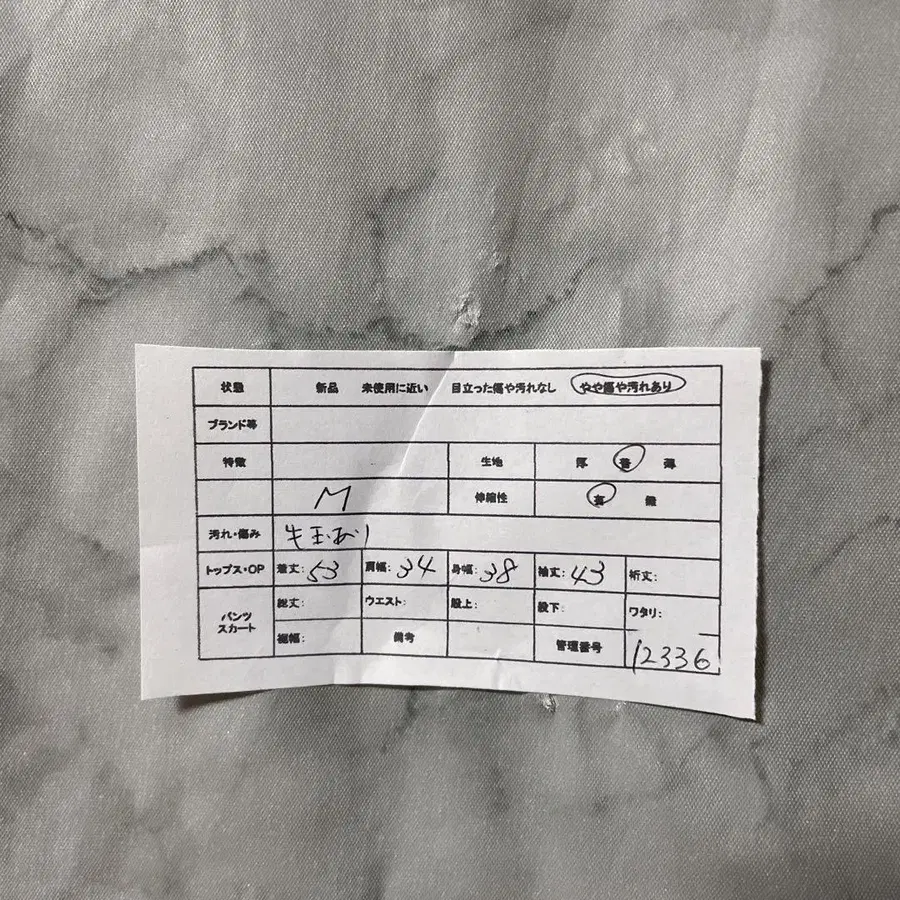 状態 新品 未使用に近い 目立った傷や汚れなし やや傷や汚れあり
ブランド等
特徴 生地 厚 普 薄
M 伸縮性 有 無
汚れ・傷み 毛玉あり
トップス・OP 着丈: 53 肩幅: 34 身幅: 38 袖丈: 43 裄丈:
パンツ スカート 総丈: ウエスト: 股上: 股下: ワタリ:
裾幅: 備考 管理番号 12336